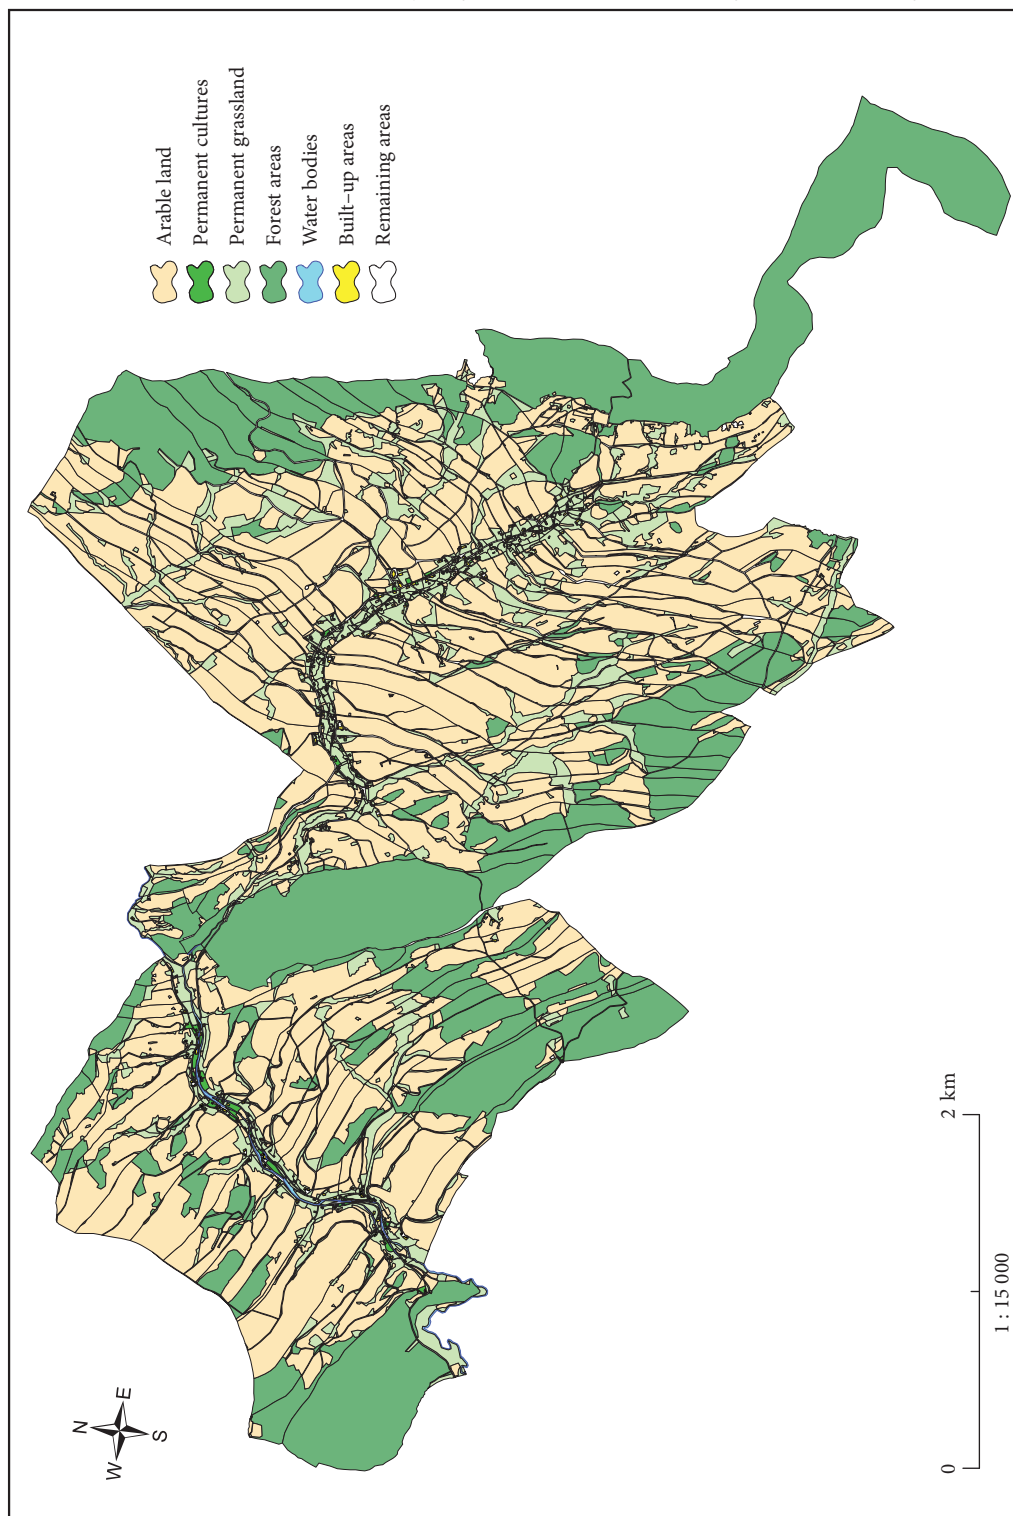 Arable land
Permanent cultures
Permanent grassland
Forest areas
Water bodies
Built-up areas
Remaining areas
N
W E
S
0 2 km
1 : 15 000